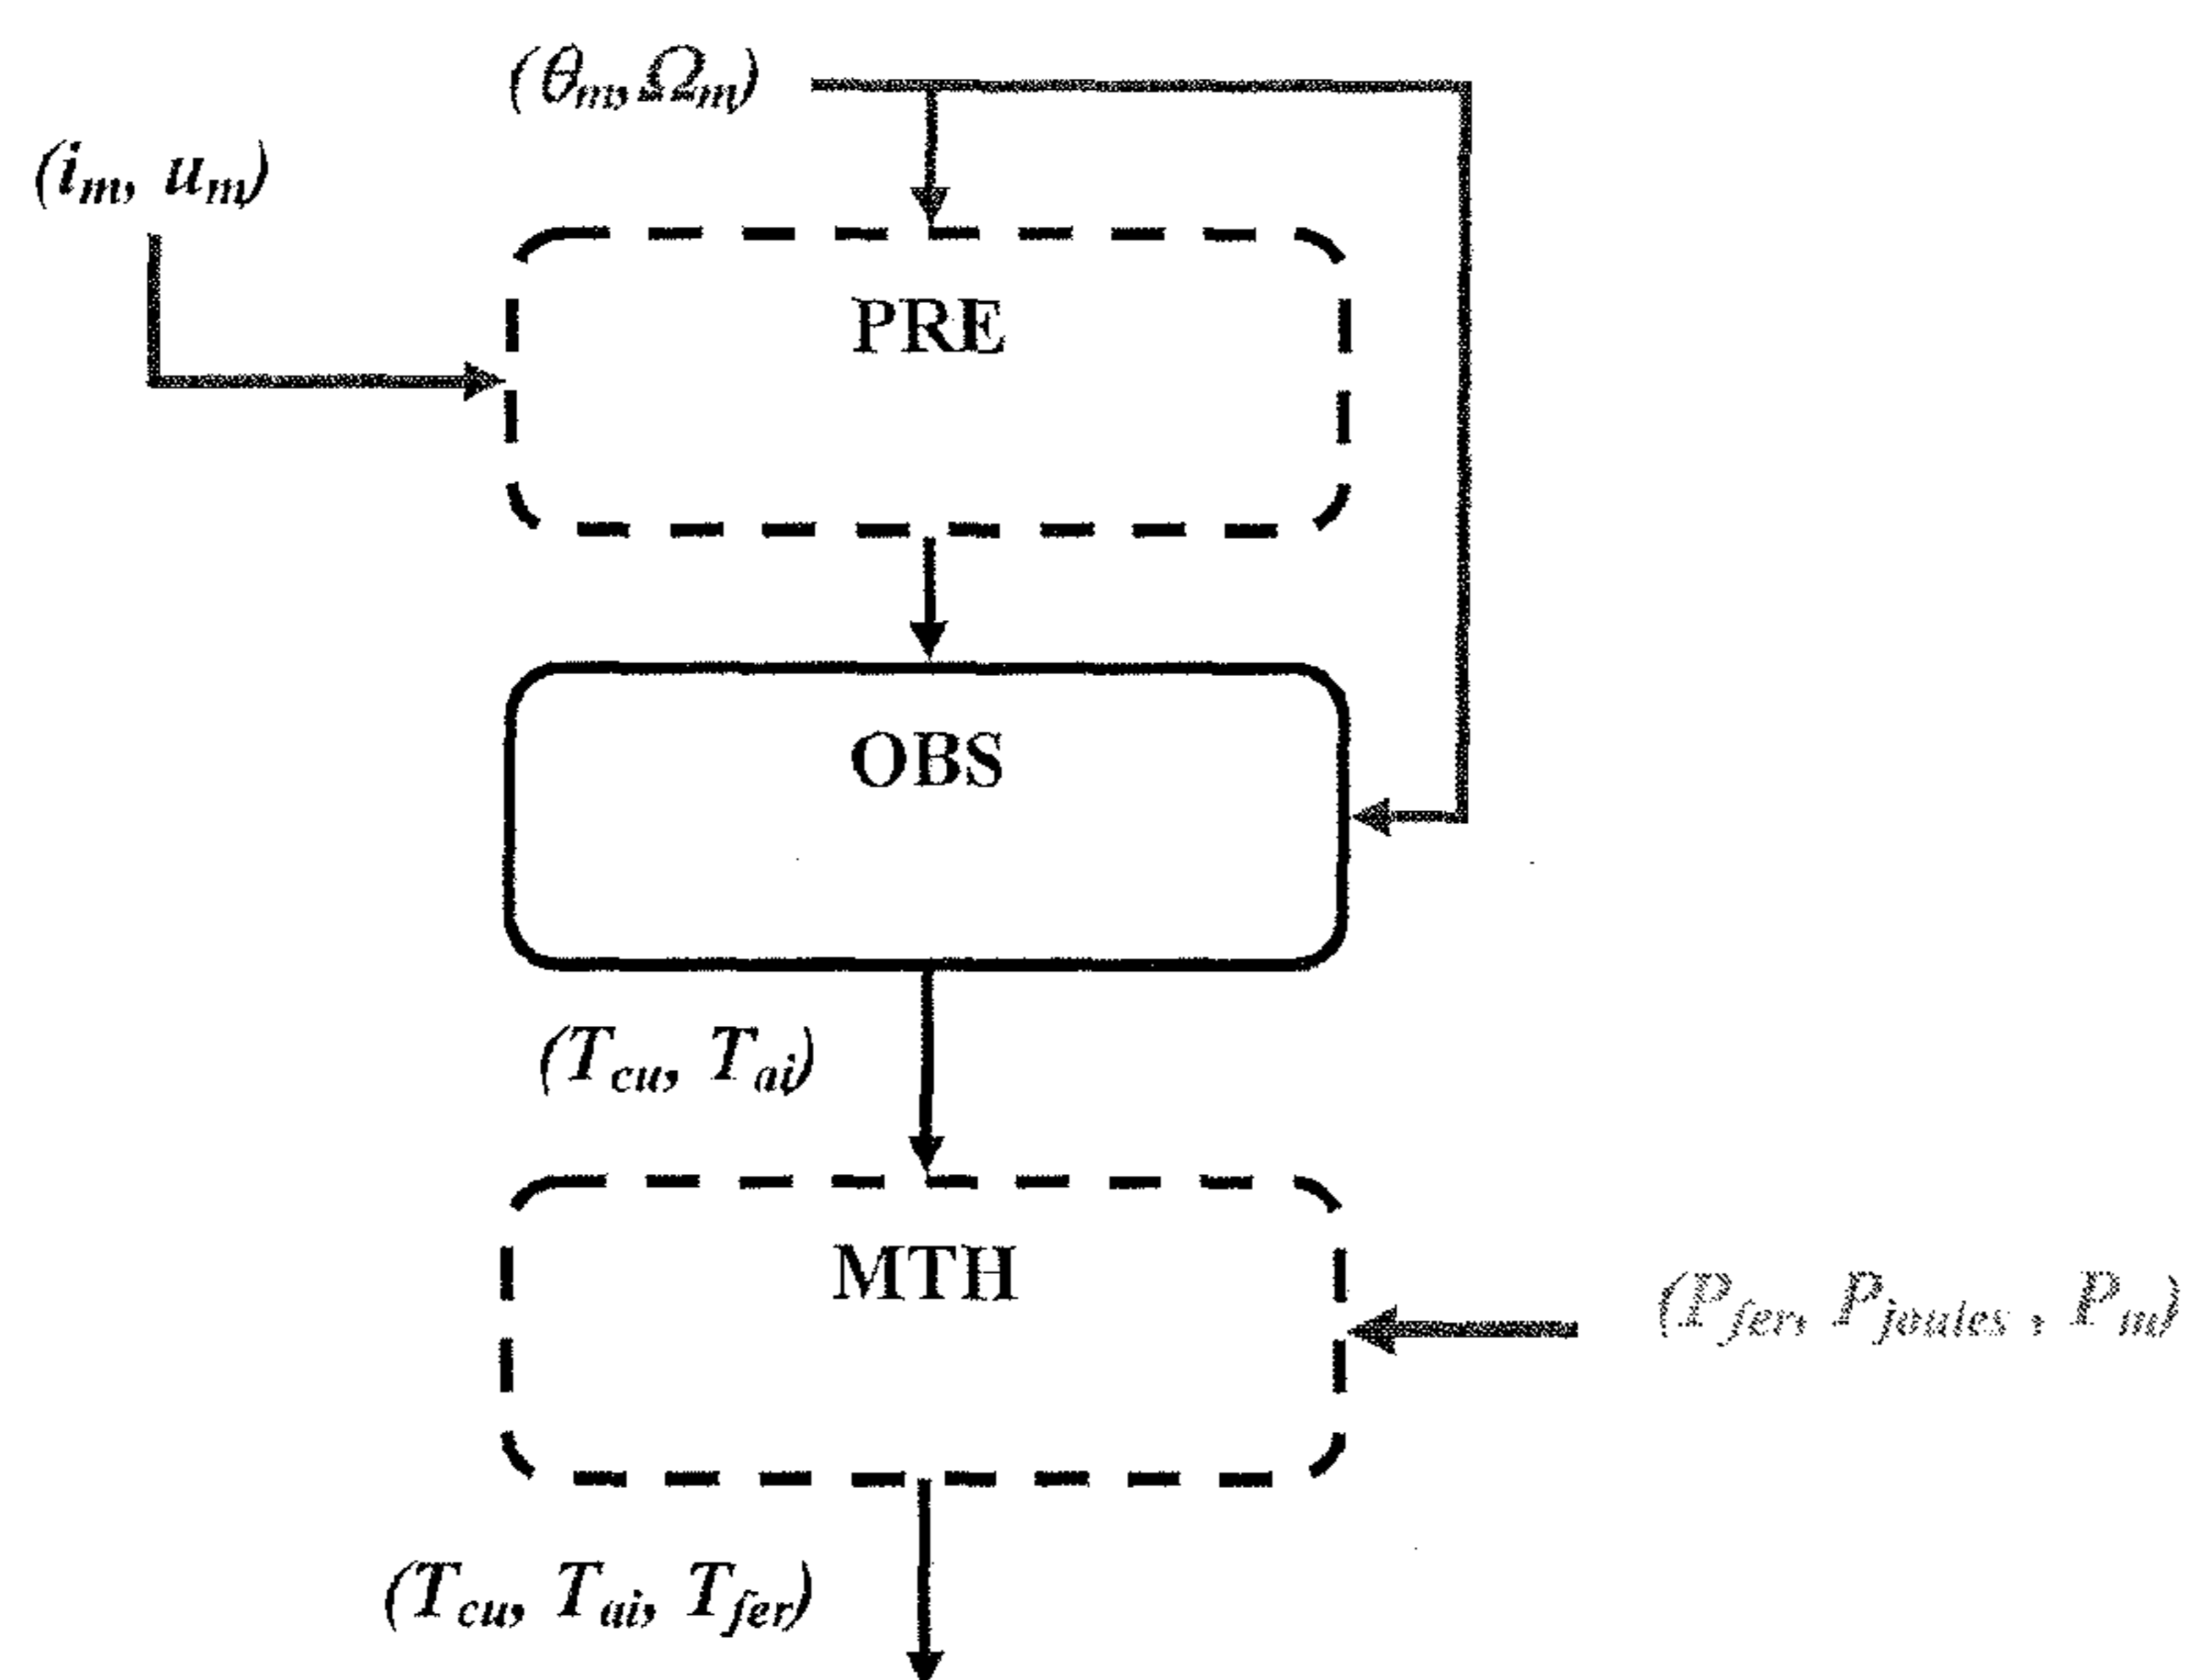 (θm, Ωm)
(im, um)
PRE
OBS
(Tcu, Tai)
MTH
(Pfer, Pjoules , Pm)
(Tcu, Tai, Tfer)